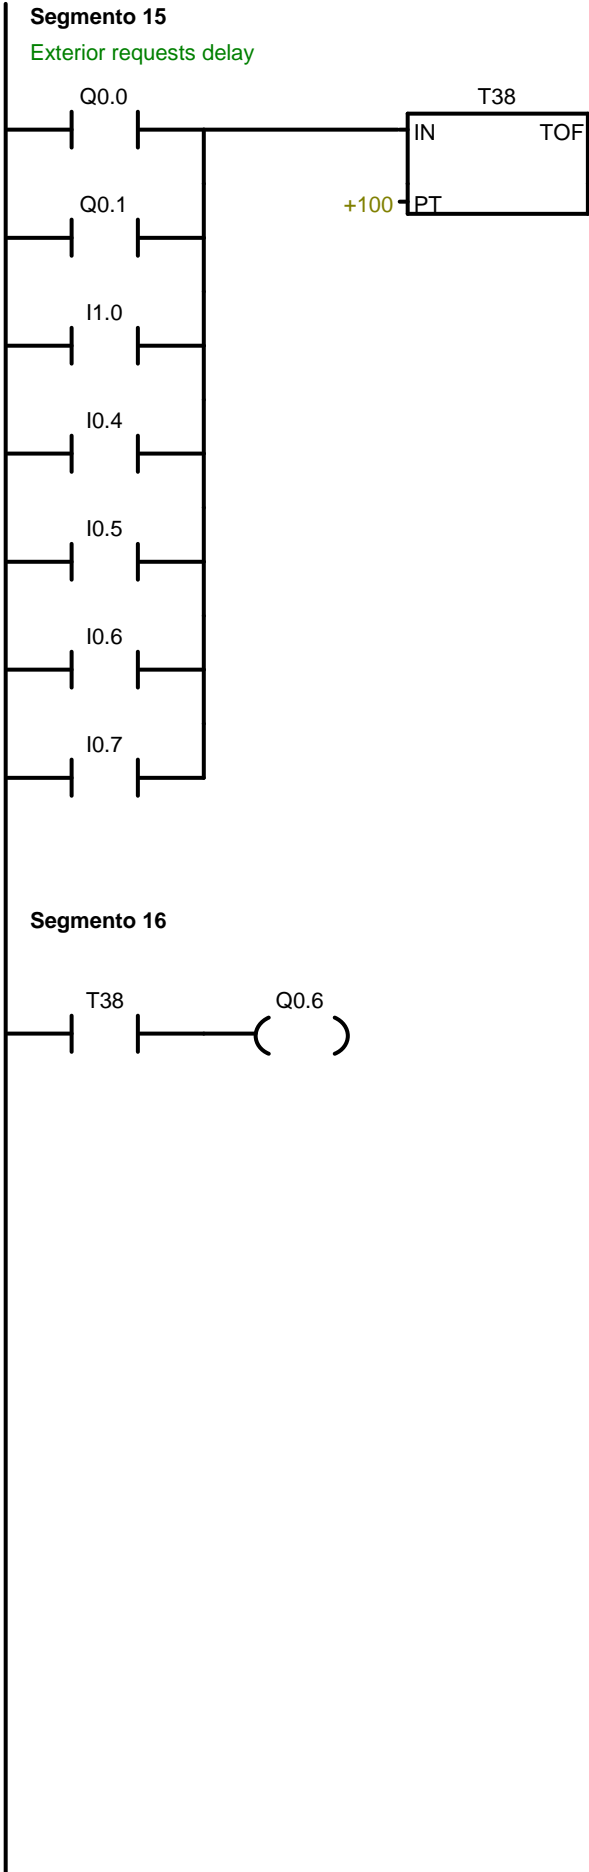 Segmento 15
Exterior requests delay
Q0.0
T38
IN TOF
Q0.1
+100 PT
I1.0
I0.4
I0.5
I0.6
I0.7
Segmento 16
T38 Q0.6